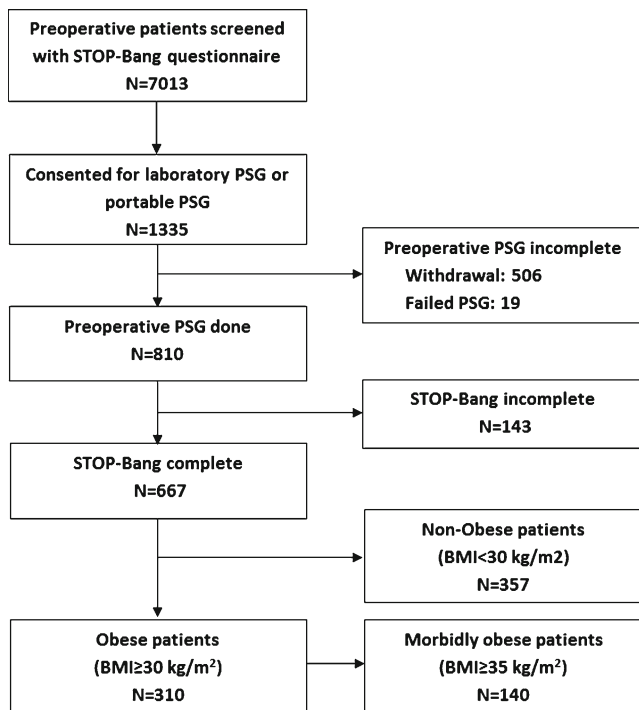 Preoperative patients screened
with STOP-Bang questionnaire
N=7013
Consented for laboratory PSG or
portable PSG
N=1335
Preoperative PSG incomplete
Withdrawal: 506
Failed PSG: 19
Preoperative PSG done
N=810
STOP-Bang incomplete
N=143
STOP-Bang complete
N=667
Non-Obese patients
(BMI<30 kg/m2)
N=357
Obese patients
(BMI≥30 kg/m²)
N=310
Morbidly obese patients
(BMI≥35 kg/m²)
N=140